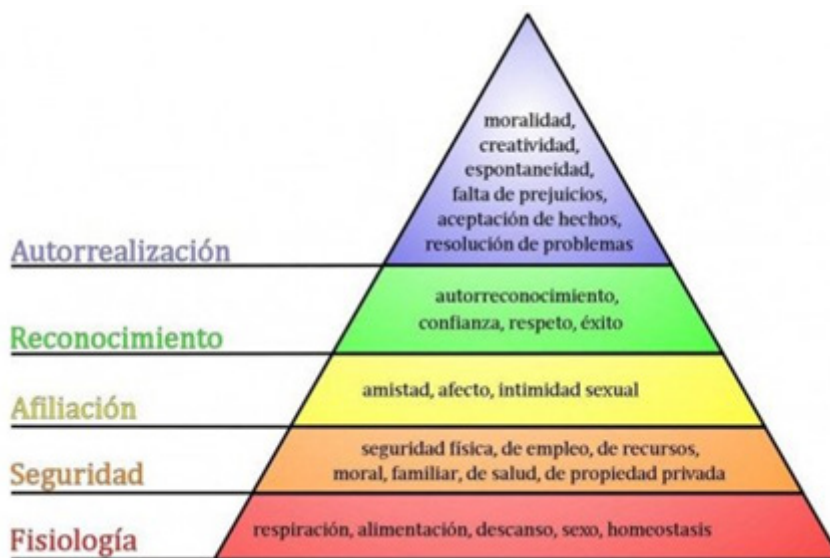 moralidad,
creatividad,
espontaneidad,
falta de prejuicios,
aceptación de hechos,
resolución de problemas
Autorrealización
autorreconocimiento,
confianza, respeto, éxito
Reconocimiento
amistad, afecto, intimidad sexual
Afiliación
seguridad física, de empleo, de recursos,
moral, familiar, de salud, de propiedad privada
Seguridad
respiración, alimentación, descanso, sexo, homeostasis
Fisiología